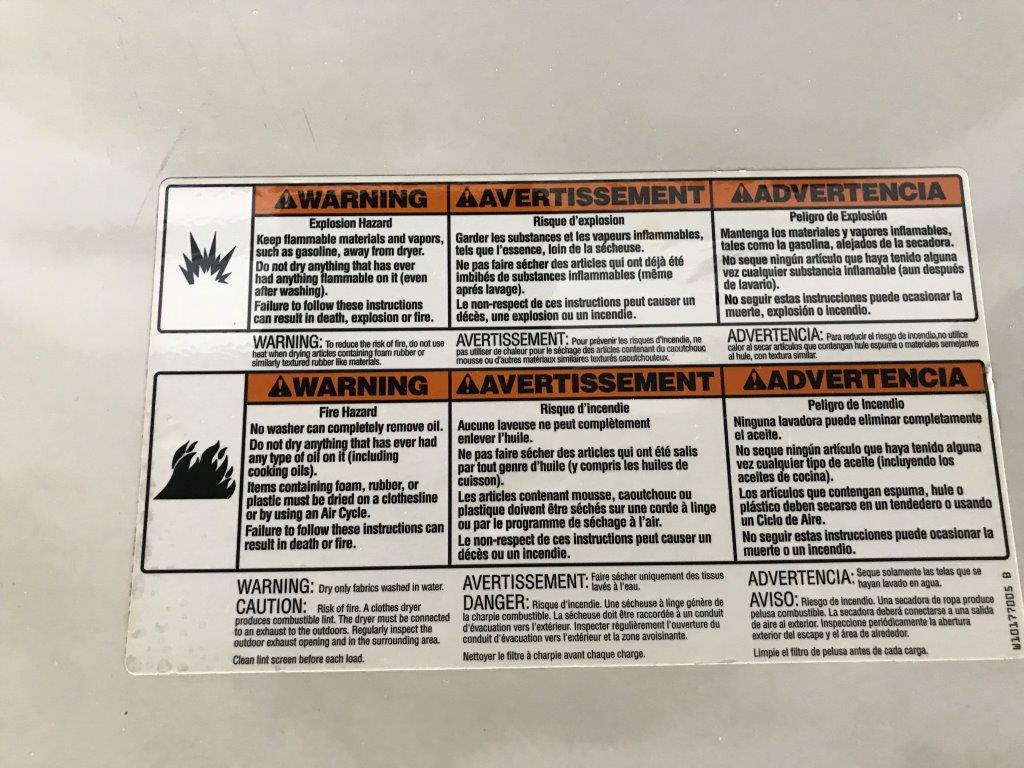 ⚠WARNING
Explosion Hazard
Keep flammable materials and vapors,
such as gasoline, away from dryer.
Do not dry anything that has ever
had anything flammable on it (even
after washing).
Failure to follow these instructions
can result in death, explosion or fire.
⚠AVERTISSEMENT
Risque d'explosion
Garder les substances et les vapeurs inflammables,
tels que l'essence, loin de la sécheuse.
Ne pas faire sécher des articles qui ont déjà été
imbibés de substances inflammables (même
aprés lavage).
Le non-respect de ces instructions peut causer un
décès, une explosion ou un incendie.
⚠ADVERTENCIA
Peligro de Explosión
Mantenga los materiales y vapores inflamables,
tales como la gasolina, alejados de la secadora.
No seque ningún artículo que haya tenido alguna
vez cualquier substancia inflamable (aun después
de lavarlo).
No seguir estas instrucciones puede ocasionar la
muerte, explosión o incendio.
WARNING: To reduce the risk of fire, do not use
heat when drying articles containing foam rubber or
similarly textured rubber like materials.
AVERTISSEMENT: Pour prévenir les risques d'incendie, ne
pas utiliser de chaleur pour le séchage des articles contenant du caoutchouc
mousse ou d'autres matériaux similaires texturés caoutchouteux.
ADVERTENCIA: Para reducir el riesgo de incendio,no utilice
calor al secar artículos que contengan hule espuma o materiales semejantes
al hule, con textura similar.
⚠WARNING
Fire Hazard
No washer can completely remove oil.
Do not dry anything that has ever had
any type of oil on it (including
cooking oils).
Items containing foam, rubber, or
plastic must be dried on a clothesline
or by using an Air Cycle.
Failure to follow these instructions can
result in death or fire.
⚠AVERTISSEMENT
Risque d'incendie
Aucune laveuse ne peut complètement
enlever l'huile.
Ne pas faire sécher des articles qui ont été salis
par tout genre d'huile (y compris les huiles de
cuisson).
Les articles contenant mousse, caoutchouc ou
plastique doivent être séchés sur une corde à linge
ou par le programme de séchage à l'air.
Le non-respect de ces instructions peut causer un
décès ou un incendie.
⚠ADVERTENCIA
Peligro de Incendio
Ninguna lavadora puede eliminar completamente
el aceite.
No seque ningún artículo que haya tenido alguna
vez cualquier tipo de aceite (incluyendo los
aceites de cocina).
Los artículos que contengan espuma, hule o
plástico deben secarse en un tendedero o usando
un Ciclo de Aire.
No seguir estas instrucciones puede ocasionar la
muerte o un incendio.
WARNING: Dry only fabrics washed in water.
CAUTION: Risk of fire. A clothes dryer
produces combustible lint. The dryer must be connected
to an exhaust to the outdoors. Regularly inspect the
outdoor exhaust opening and in the surrounding area.
Clean lint screen before each load.
AVERTISSEMENT: Faire sécher uniquement des tissus
lavés à l'eau.
DANGER: Risque d'incendie. Une sécheuse à linge génère de
la charpie combustible. La sécheuse doit être raccordée à un conduit
d'évacuation vers l'extérieur. Inspecter régulièrement l'ouverture du
conduit d'évacuation vers l'extérieur et la zone avoisinante.
Nettoyer le filtre à charpie avant chaque charge.
ADVERTENCIA: Seque solamente las telas que se
hayan lavado en agua.
AVISO: Riesgo de incendio. Una secadora de ropa produce
pelusa combustible. La secadora deberá conectarse a una salida
de aire al exterior. Inspeccione periódicamente la abertura
exterior del escape y el área de alrededor.
Limpie el filtro de pelusa antes de cada carga.
W10177005 B